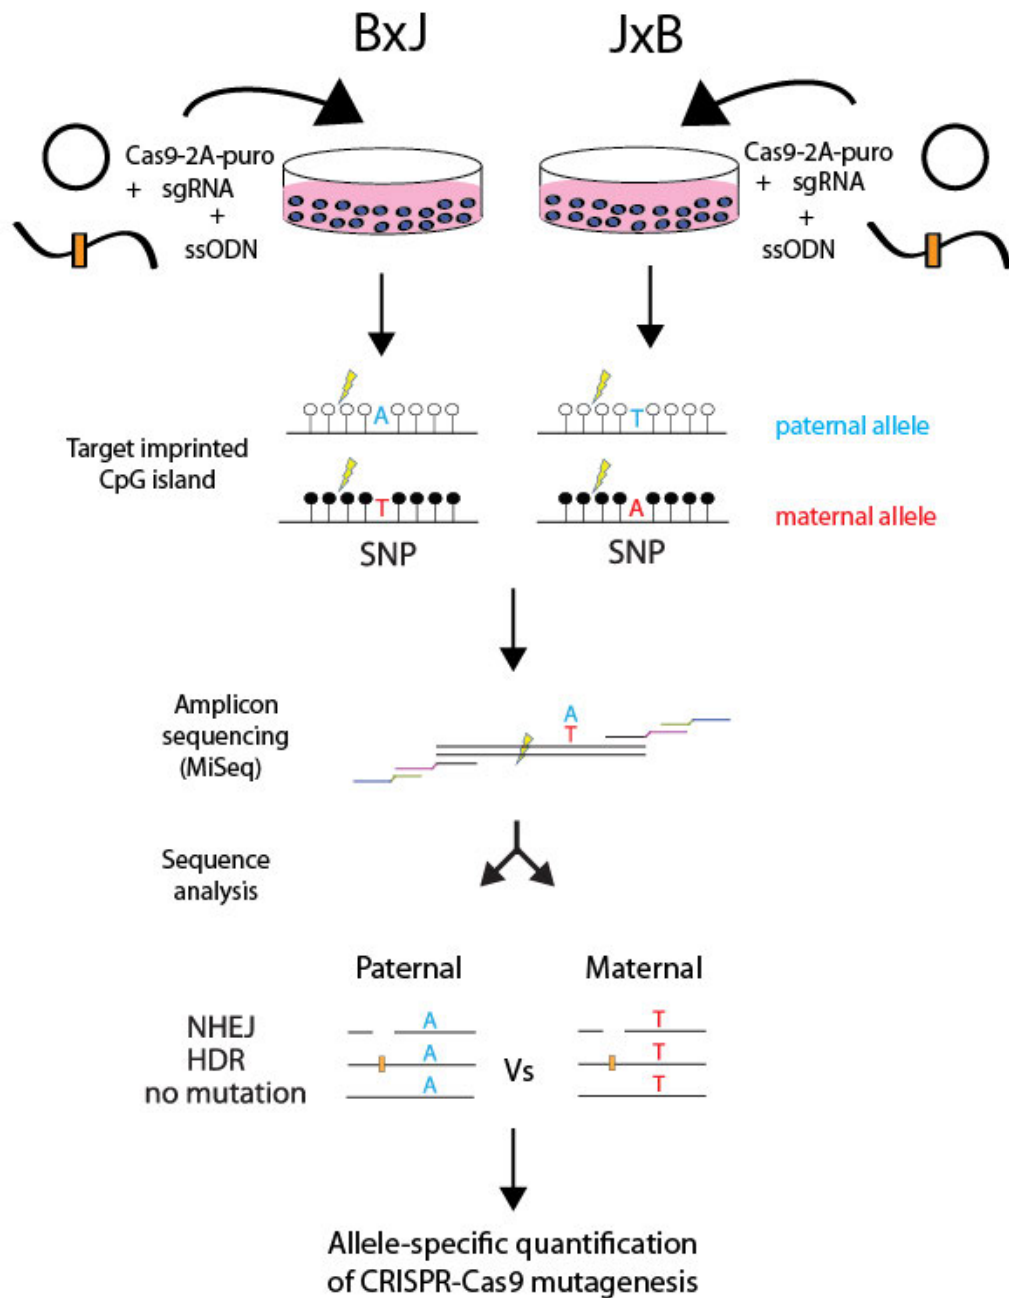 BxJ
JxB
Cas9-2A-puro
+ sgRNA
+
ssODN
Cas9-2A-puro
+ sgRNA
+
ssODN
Target imprinted
CpG island
A
T
SNP
T
A
SNP
paternal allele
maternal allele
Amplicon
sequencing
(MiSeq)
A
T
Sequence
analysis
Paternal
Maternal
NHEJ
HDR
no mutation
A
A
A
Vs
T
T
T
Allele-specific quantification
of CRISPR-Cas9 mutagenesis